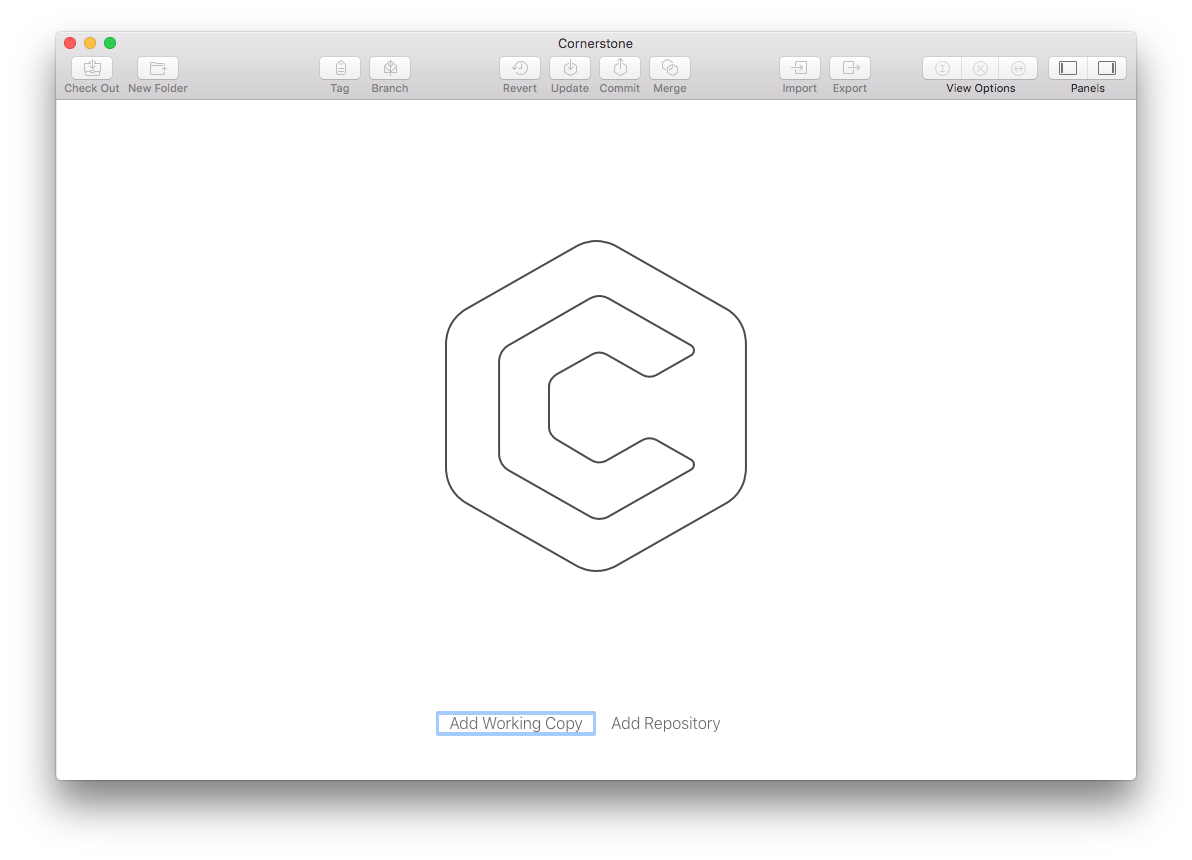 Cornerstone
Check Out New Folder Tag Branch Revert Update Commit Merge Import Export View Options Panels
Add Working Copy Add Repository